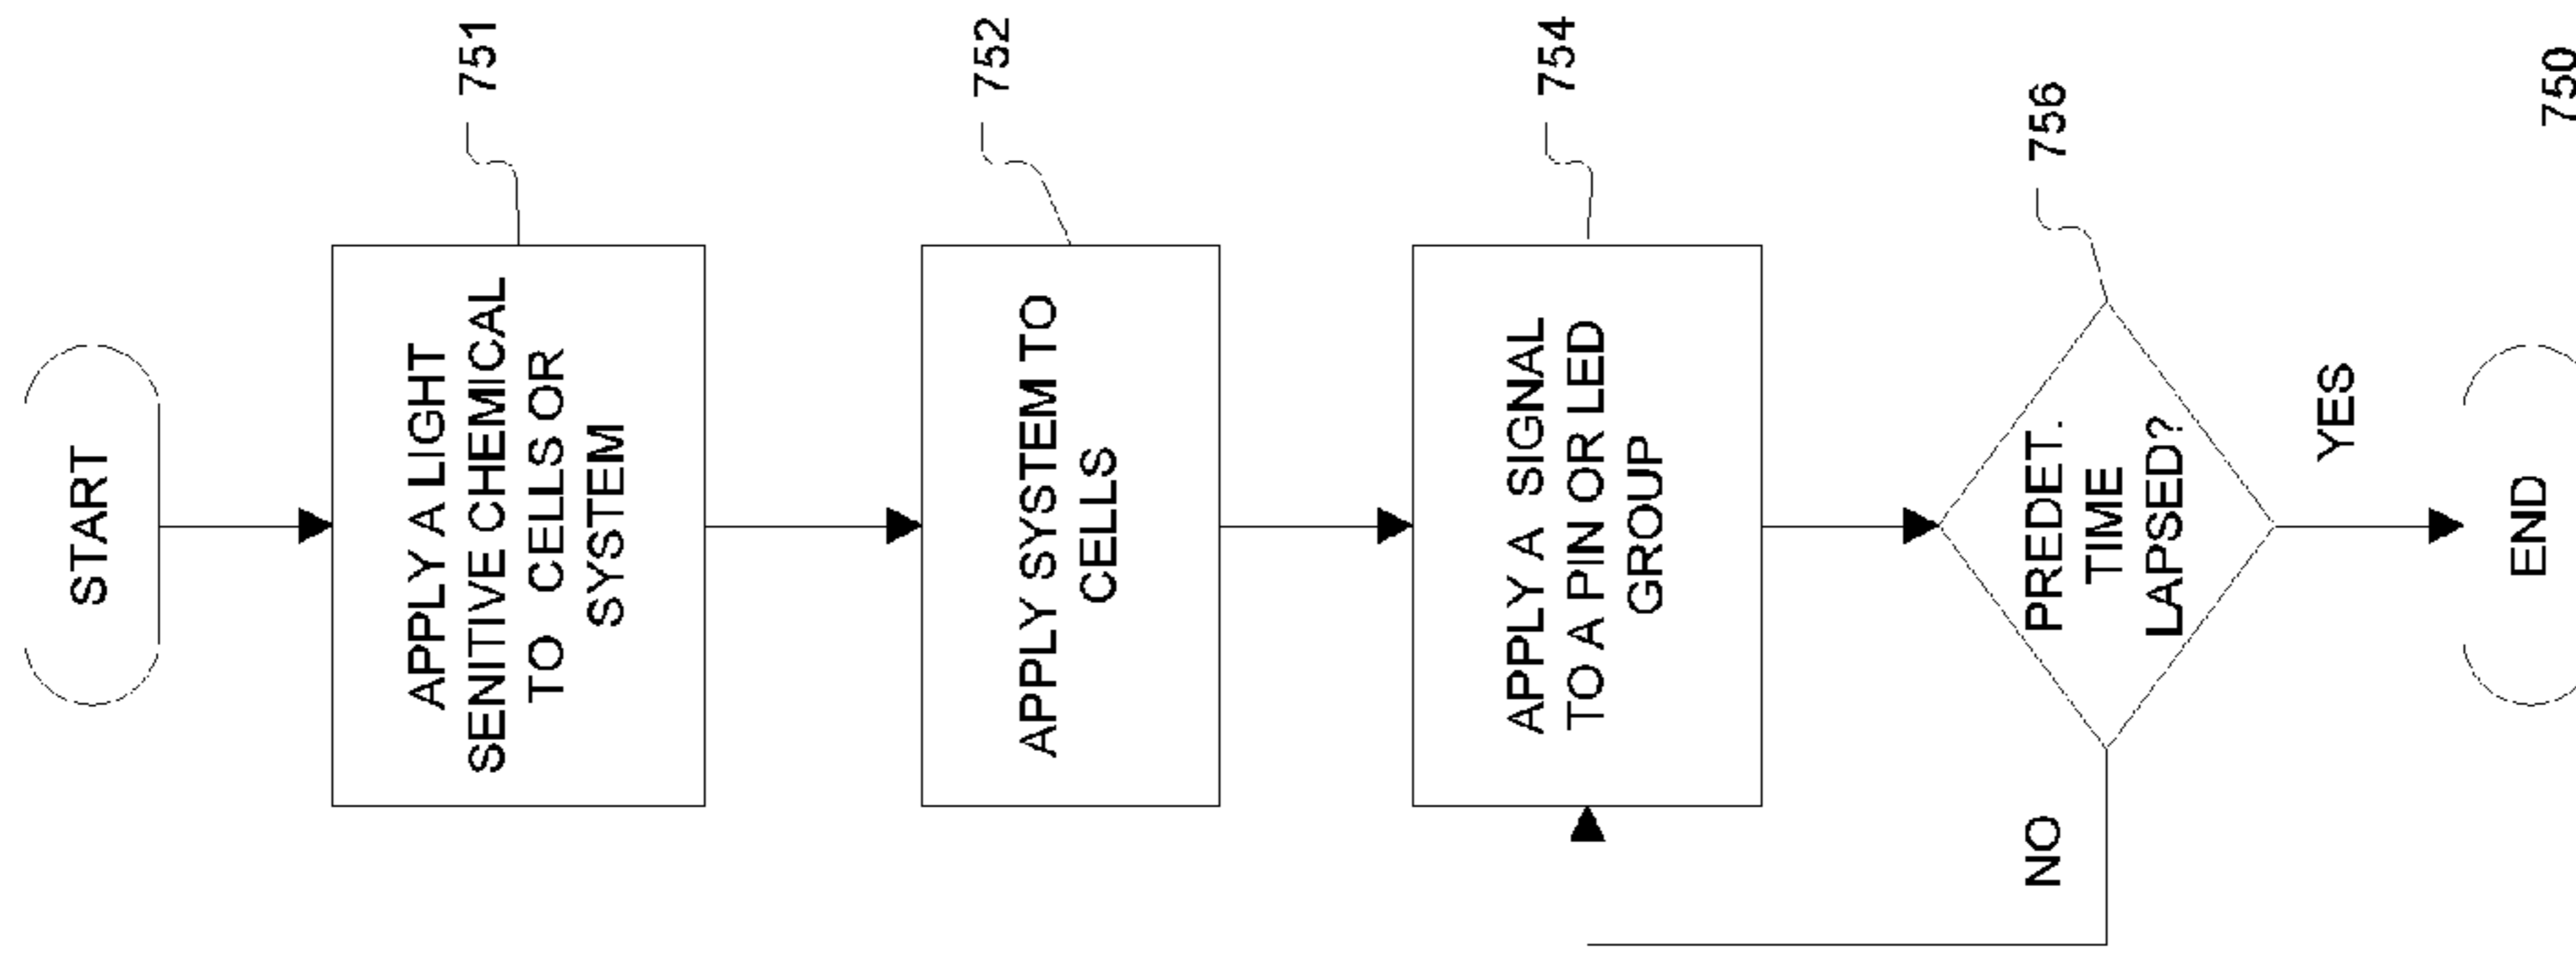 START
APPLY A LIGHT
SENITIVE CHEMICAL
TO CELLS OR
SYSTEM
751
APPLY SYSTEM TO
CELLS
752
APPLY A SIGNAL
TO A PIN OR LED
GROUP
754
PREDET.
TIME
LAPSED?
756
NO
YES
END
750